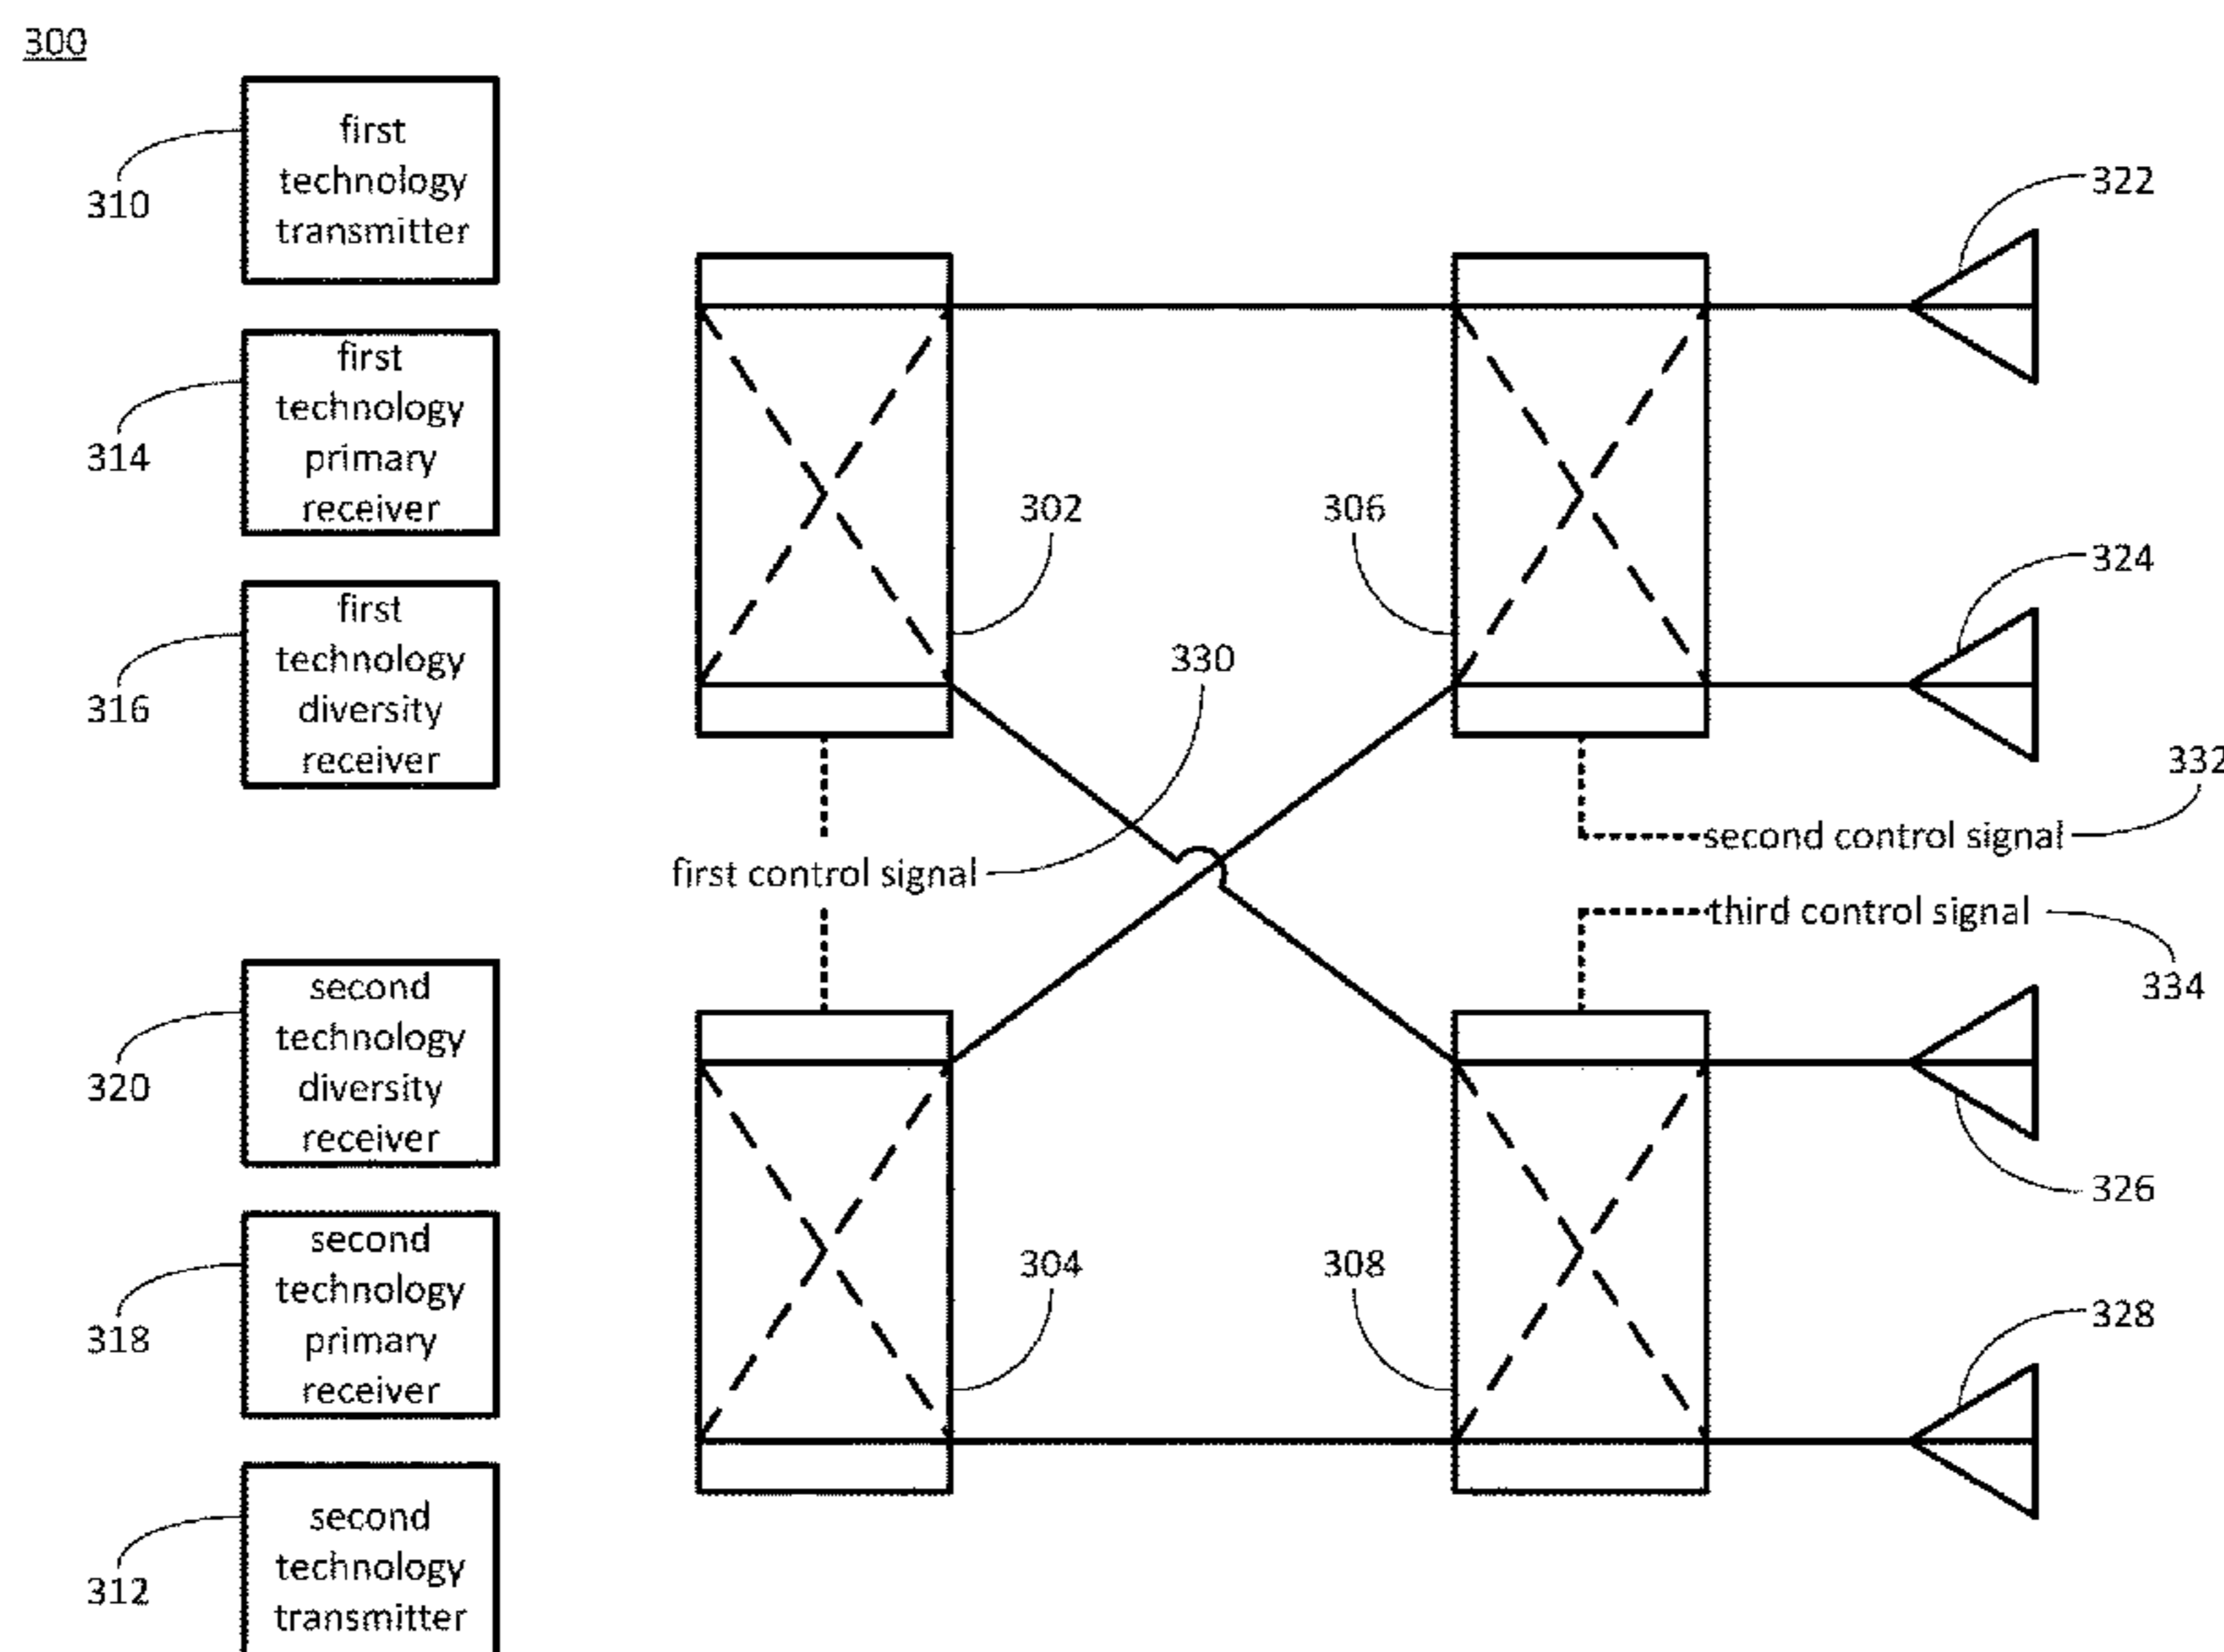 300
first
technology
transmitter
310
first
technology
primary
receiver
314
first
technology
diversity
receiver
316
302
306
330
322
324
332
first control signal
second control signal
third control signal
334
second
technology
diversity
receiver
320
second
technology
primary
receiver
318
304
308
326
328
second
technology
transmitter
312